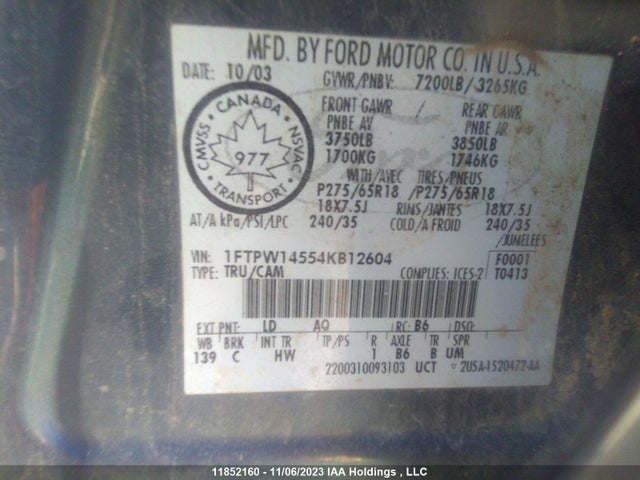 MFD. BY FORD MOTOR CO. IN U.S.A.
DATE: 10/03 GVWR/PNBV: 7200LB/3265KG
FRONT GAWR / REAR GAWR
PNBE AV PNBE AR
3750LB 3850LB
1700KG 1746KG
WITH/AVEC TIRES/PNEUS
P275/65R18 /P275/65R18
18X7.5J RINS/JANTES 18X7.5J
AT/A kPa/PSI/LPC 240/35 COLD/A FROID 240/35
/JUMELEES
CANADA
CMVSS NSVAC
977
TRANSPORT
VIN: 1FTPW14554KB12604 F0001
TYPE: TRU/CAM COMPLIES: ICES-2 T0413
EXT PNT: LD AQ RC: B6 DSO:
WB BRK INT TR TP/PS R AXLE TR SPR
139 C HW 1 B6 B UM
2200310093103 UCT 2U5A-1520472-AA
11852160 - 11/06/2023 IAA Holdings , LLC